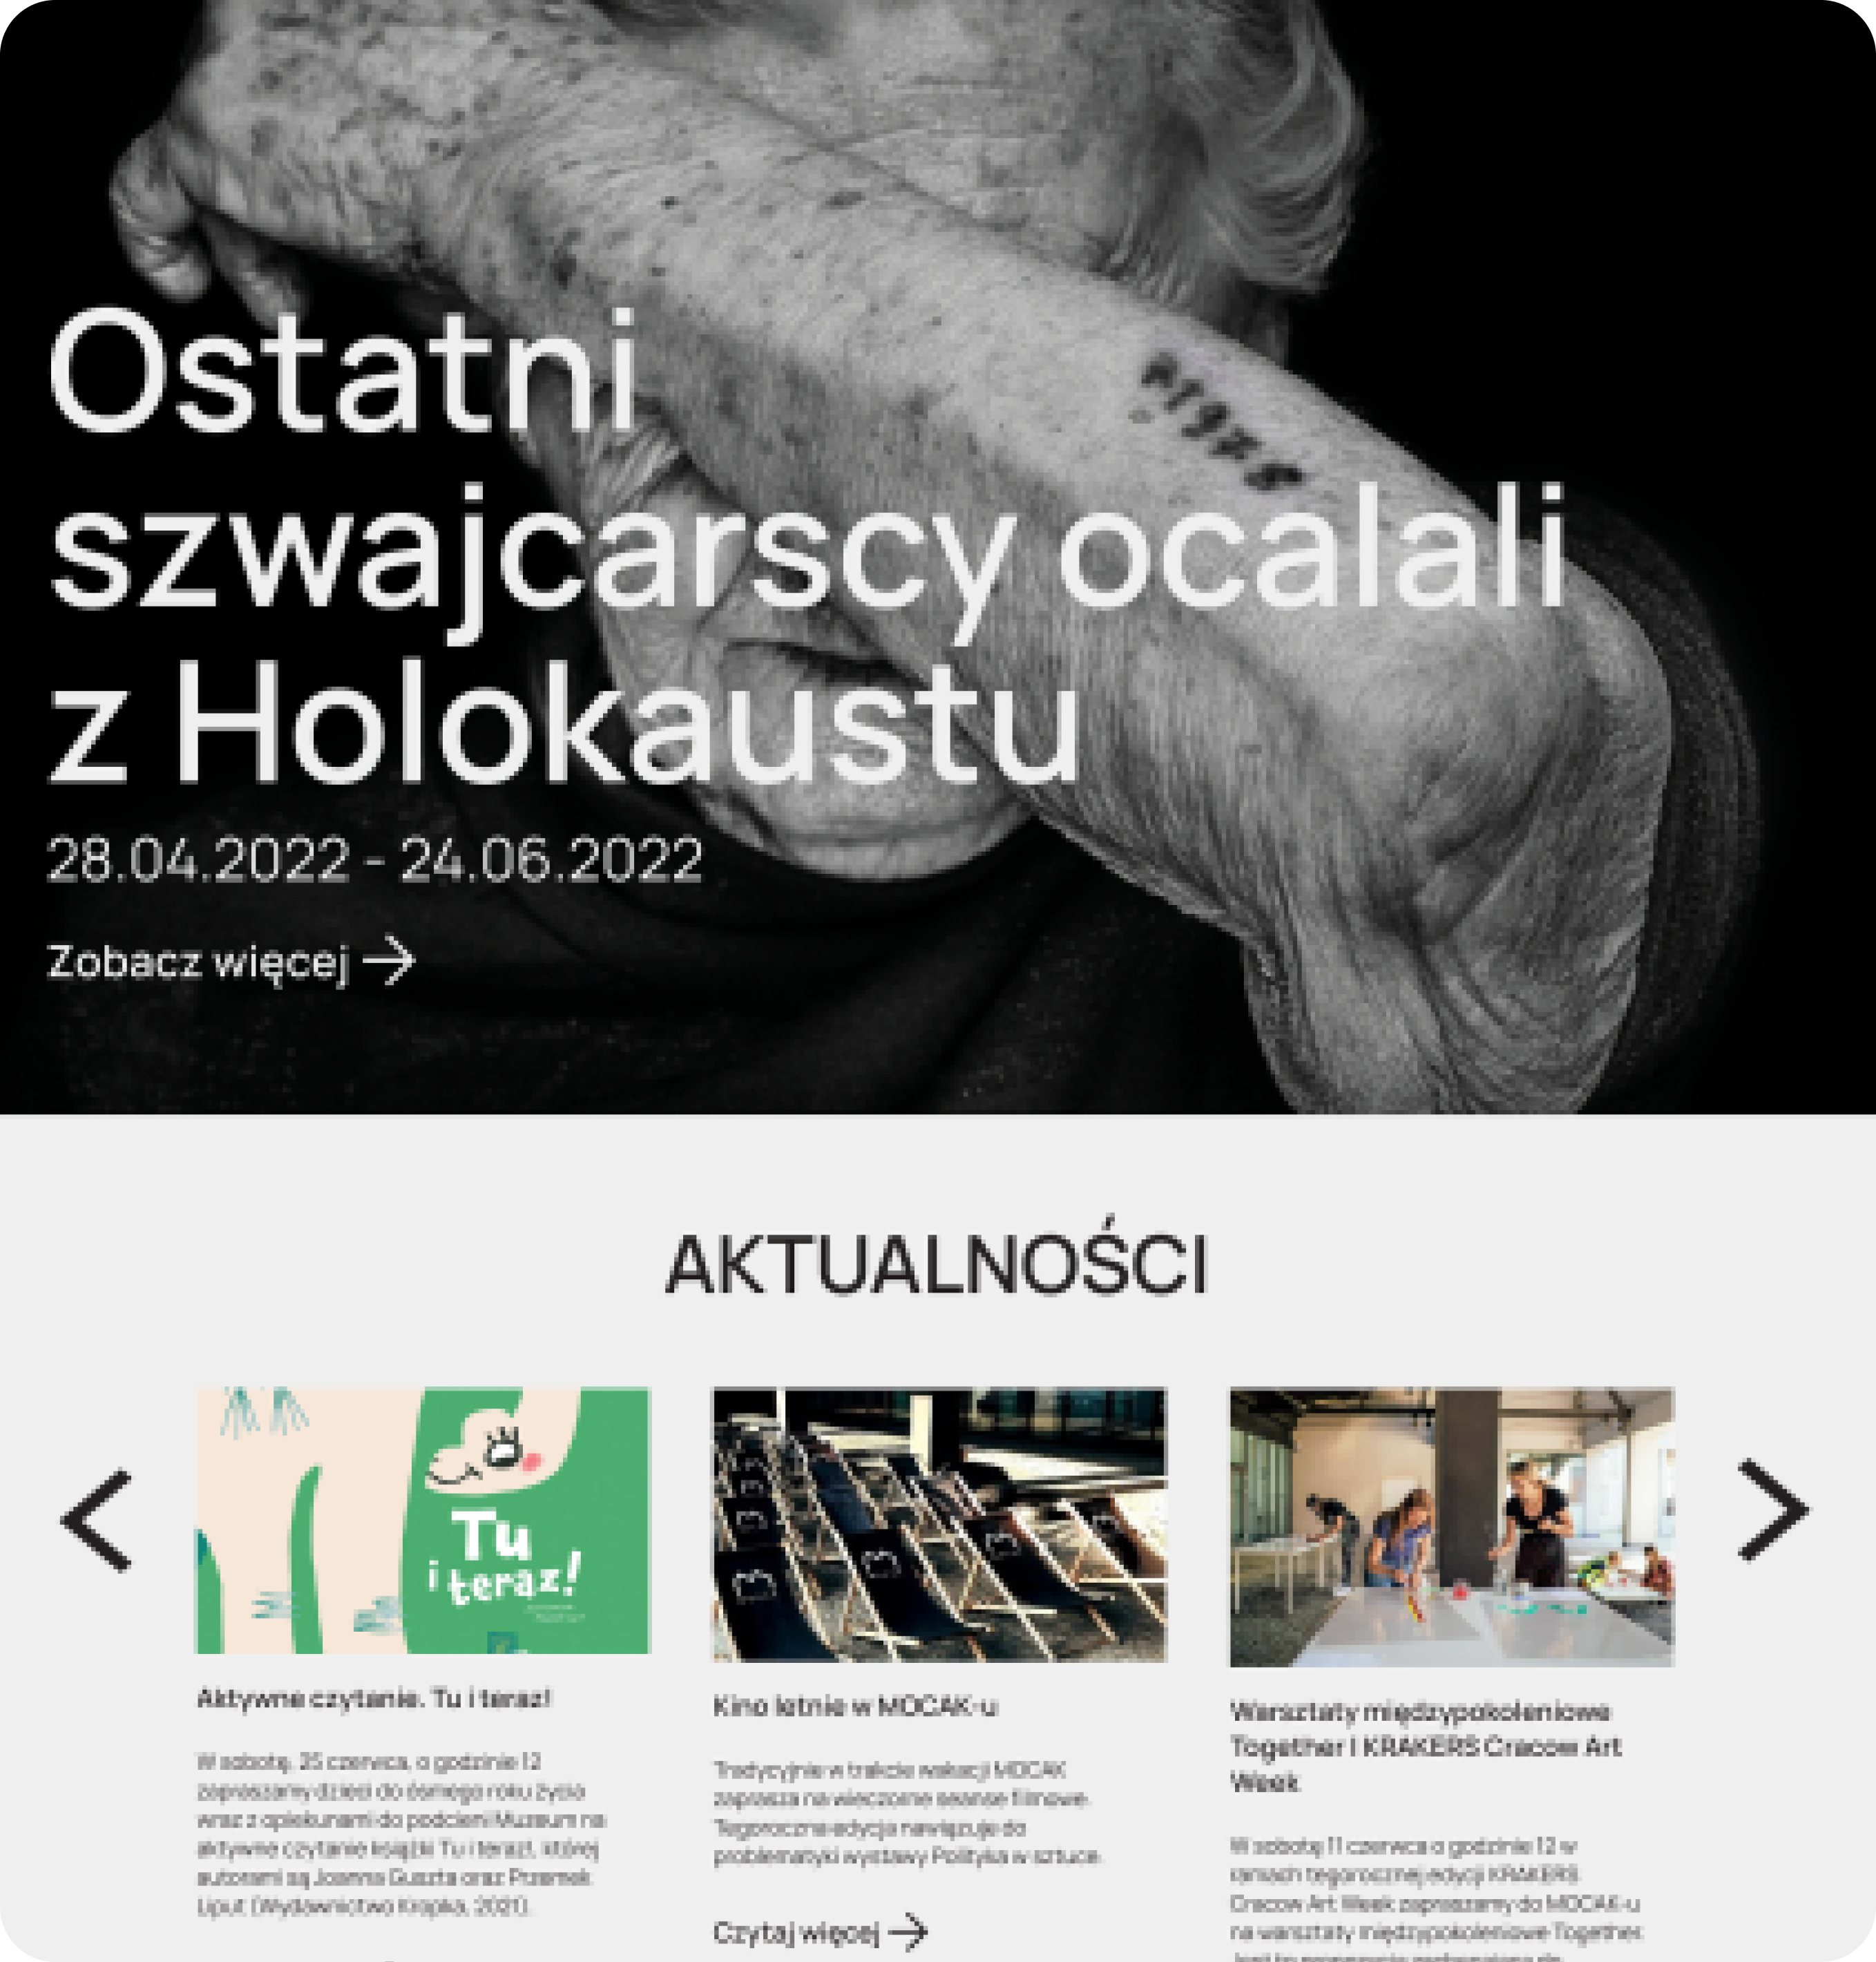 Ostatni
szwajcarscy ocalali
z Holokaustu
28.04.2022 - 24.06.2022
Zobacz więcej
AKTUALNOŚCI
Tu
i teraz!
Aktywne czytanie. Tu i teraz!
W sobotę, 25 czerwca, o godzinie 12
zapraszamy dzieci do ósmego roku życia
wraz z opiekunami do podcieni Muzeum na
aktywne czytanie książki Tu i teraz!, której
autorami są Joanna Guszta oraz Przemek
Liput (Wydawnictwo Kropka, 2021).
Kino letnie w MOCAK-u
Tradycyjnie w trakcie wakacji MOCAK
zaprasza na wieczorne seanse filmowe.
Tegoroczna edycja nawiązuje do
problematyki wystawy Polityka w sztuce.
Czytaj więcej
Warsztaty międzypokoleniowe
Together | KRAKERS Cracow Art
Week
W sobotę 11 czerwca o godzinie 12 w
ramach tegorocznej edycji KRAKERS
Cracow Art Week zapraszamy do MOCAK-u
na warsztaty międzypokoleniowe Together.